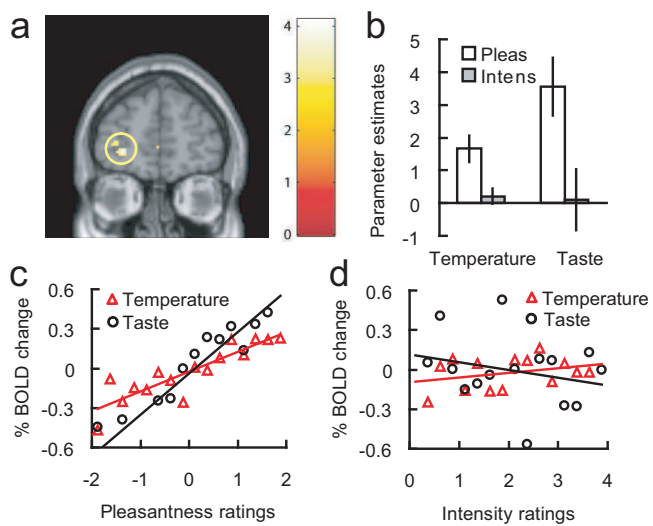 a
4
3
2
1
0
b
Parameter estimates
5
4
3
2
1
0
-1
Pleas
Intens
Temperature
Taste
c
% BOLD change
0.6
0.3
0.0
-0.3
-0.6
Temperature
Taste
-2
-1
0
1
2
Pleasantness ratings
d
% BOLD change
0.6
0.3
0.0
-0.3
-0.6
Temperature
Taste
0
1
2
3
4
Intensity ratings